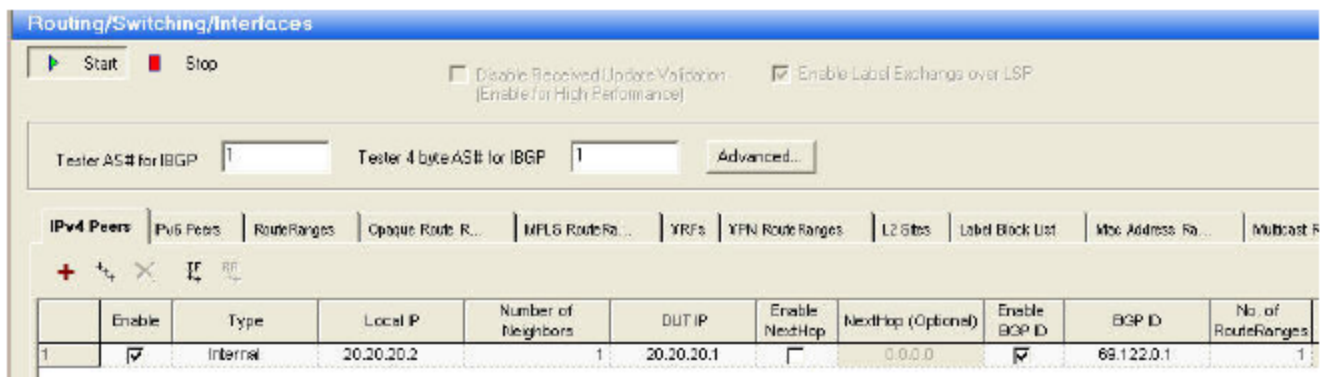 Routing/Switching/Interfaces
Start Stop
Disable Received Update Validation
(Enable for High Performance)
Enable Label Exchange over LSP
Tester AS# for IBGP 1 Tester 4 byte AS# for IBGP 1 Advanced...
IPv4 Peers IPv6 Peers RouteRanges Opaque Route R... MPLS RouteRa... VRFs VPN Route Ranges L2 Sites Label Block List Mac Address Ra... Multicast R
Enable Type Local IP Number of Neighbors DUT IP Enable NextHop NextHop (Optional) Enable BGP ID BGP ID No. of RouteRanges
1 Internal 20.20.20.2 1 20.20.20.1 0.0.0.0 69.122.0.1 1